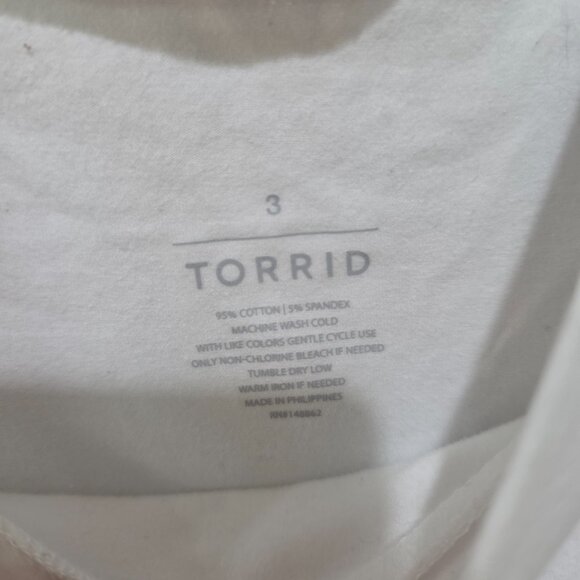 3
TORRID
95% COTTON | 5% SPANDEX
MACHINE WASH COLD
WITH LIKE COLORS GENTLE CYCLE USE
ONLY NON-CHLORINE BLEACH IF NEEDED
TUMBLE DRY LOW
WARM IRON IF NEEDED
MADE IN PHILIPPINES
RN#148862